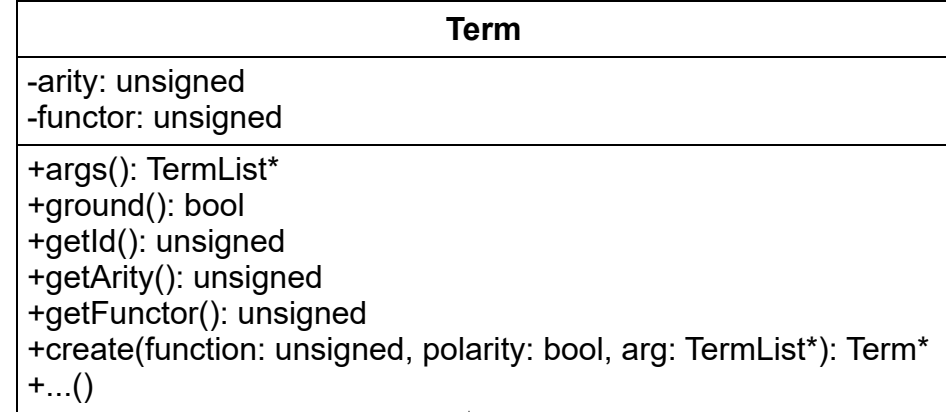 Term
-arity: unsigned
-functor: unsigned
+args(): TermList*
+ground(): bool
+getId(): unsigned
+getArity(): unsigned
+getFunctor(): unsigned
+create(function: unsigned, polarity: bool, arg: TermList*): Term*
+...()